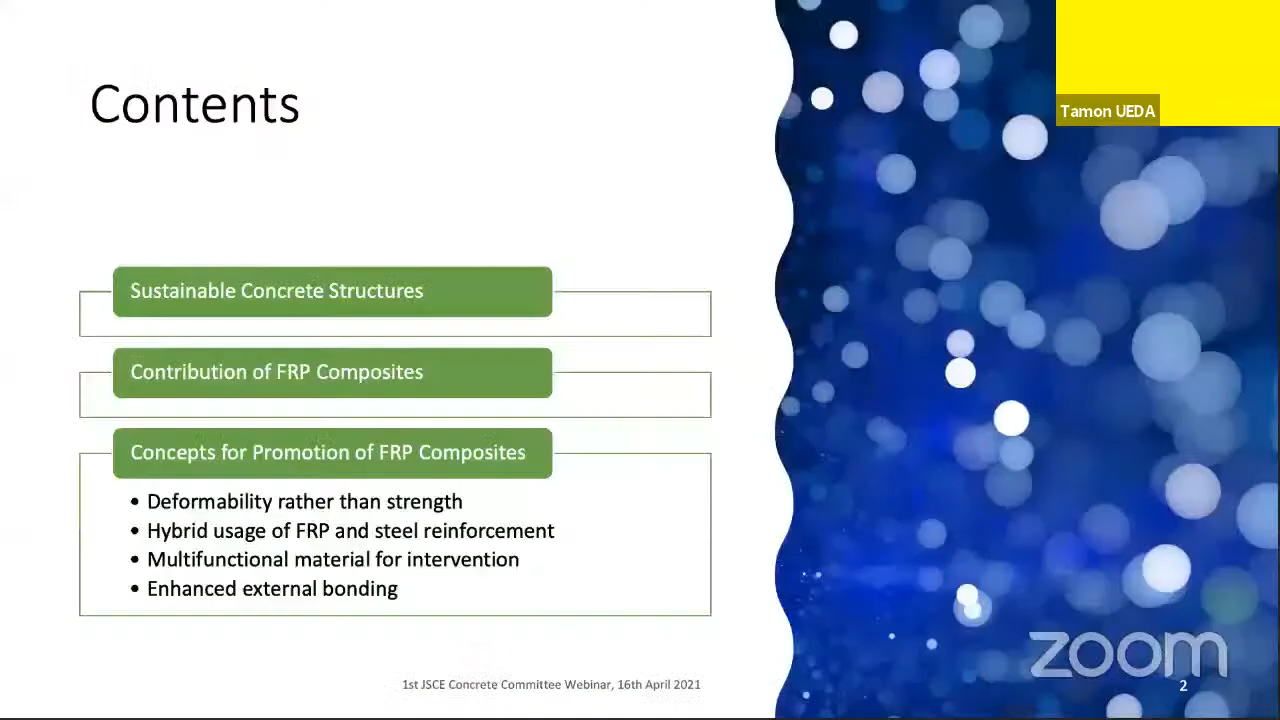 Contents
Tamon UEDA
Sustainable Concrete Structures
Contribution of FRP Composites
Concepts for Promotion of FRP Composites
• Deformability rather than strength
• Hybrid usage of FRP and steel reinforcement
• Multifunctional material for intervention
• Enhanced external bonding
zoom
1st JSCE Concrete Committee Webinar, 16th April 2021
2